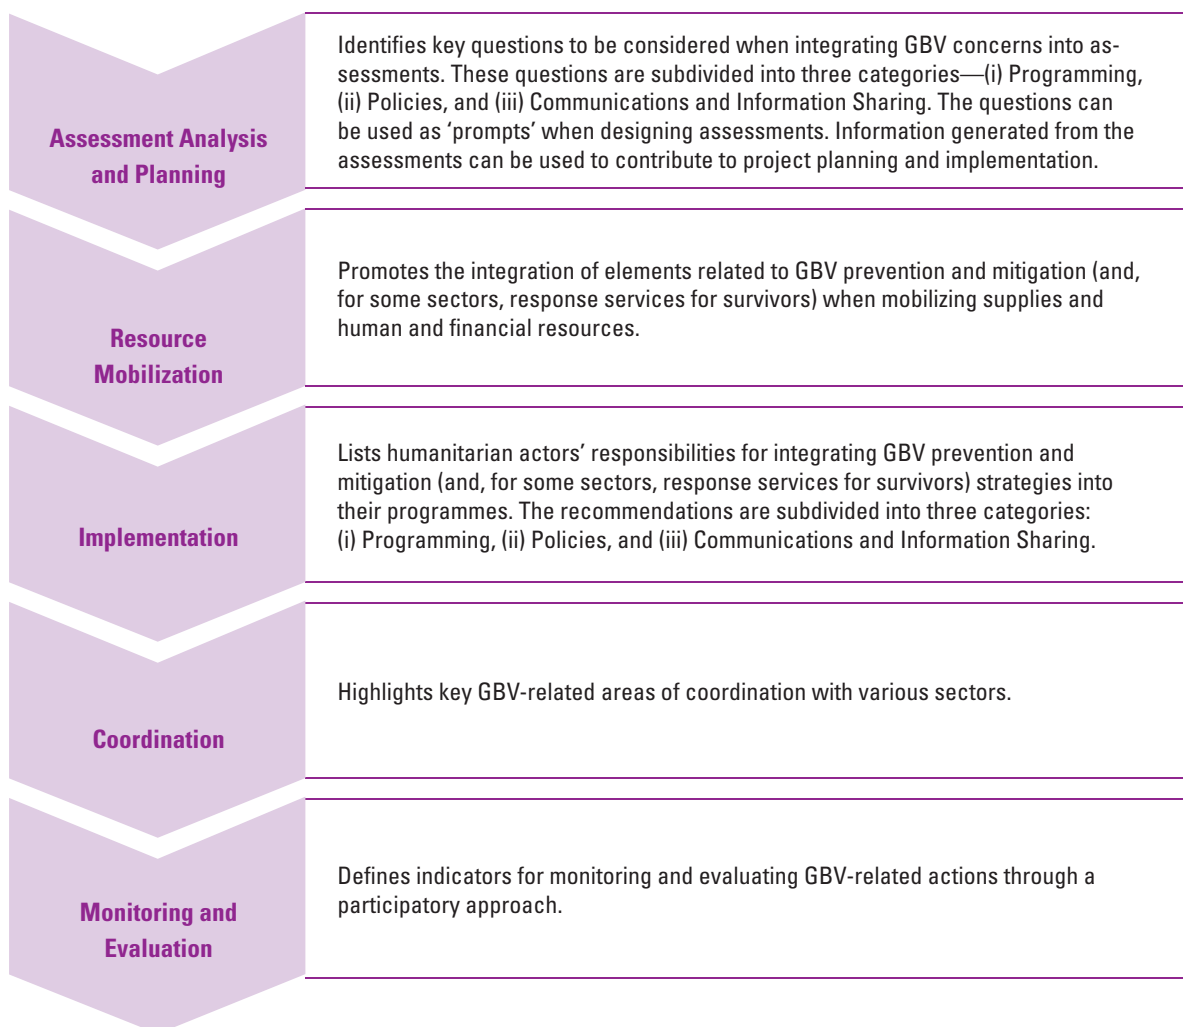 Assessment Analysis
and Planning
Identifies key questions to be considered when integrating GBV concerns into as-
sessments. These questions are subdivided into three categories—(i) Programming,
(ii) Policies, and (iii) Communications and Information Sharing. The questions can
be used as ‘prompts’ when designing assessments. Information generated from the
assessments can be used to contribute to project planning and implementation.
Resource
Mobilization
Promotes the integration of elements related to GBV prevention and mitigation (and,
for some sectors, response services for survivors) when mobilizing supplies and
human and financial resources.
Implementation
Lists humanitarian actors’ responsibilities for integrating GBV prevention and
mitigation (and, for some sectors, response services for survivors) strategies into
their programmes. The recommendations are subdivided into three categories:
(i) Programming, (ii) Policies, and (iii) Communications and Information Sharing.
Coordination
Highlights key GBV-related areas of coordination with various sectors.
Monitoring and
Evaluation
Defines indicators for monitoring and evaluating GBV-related actions through a
participatory approach.